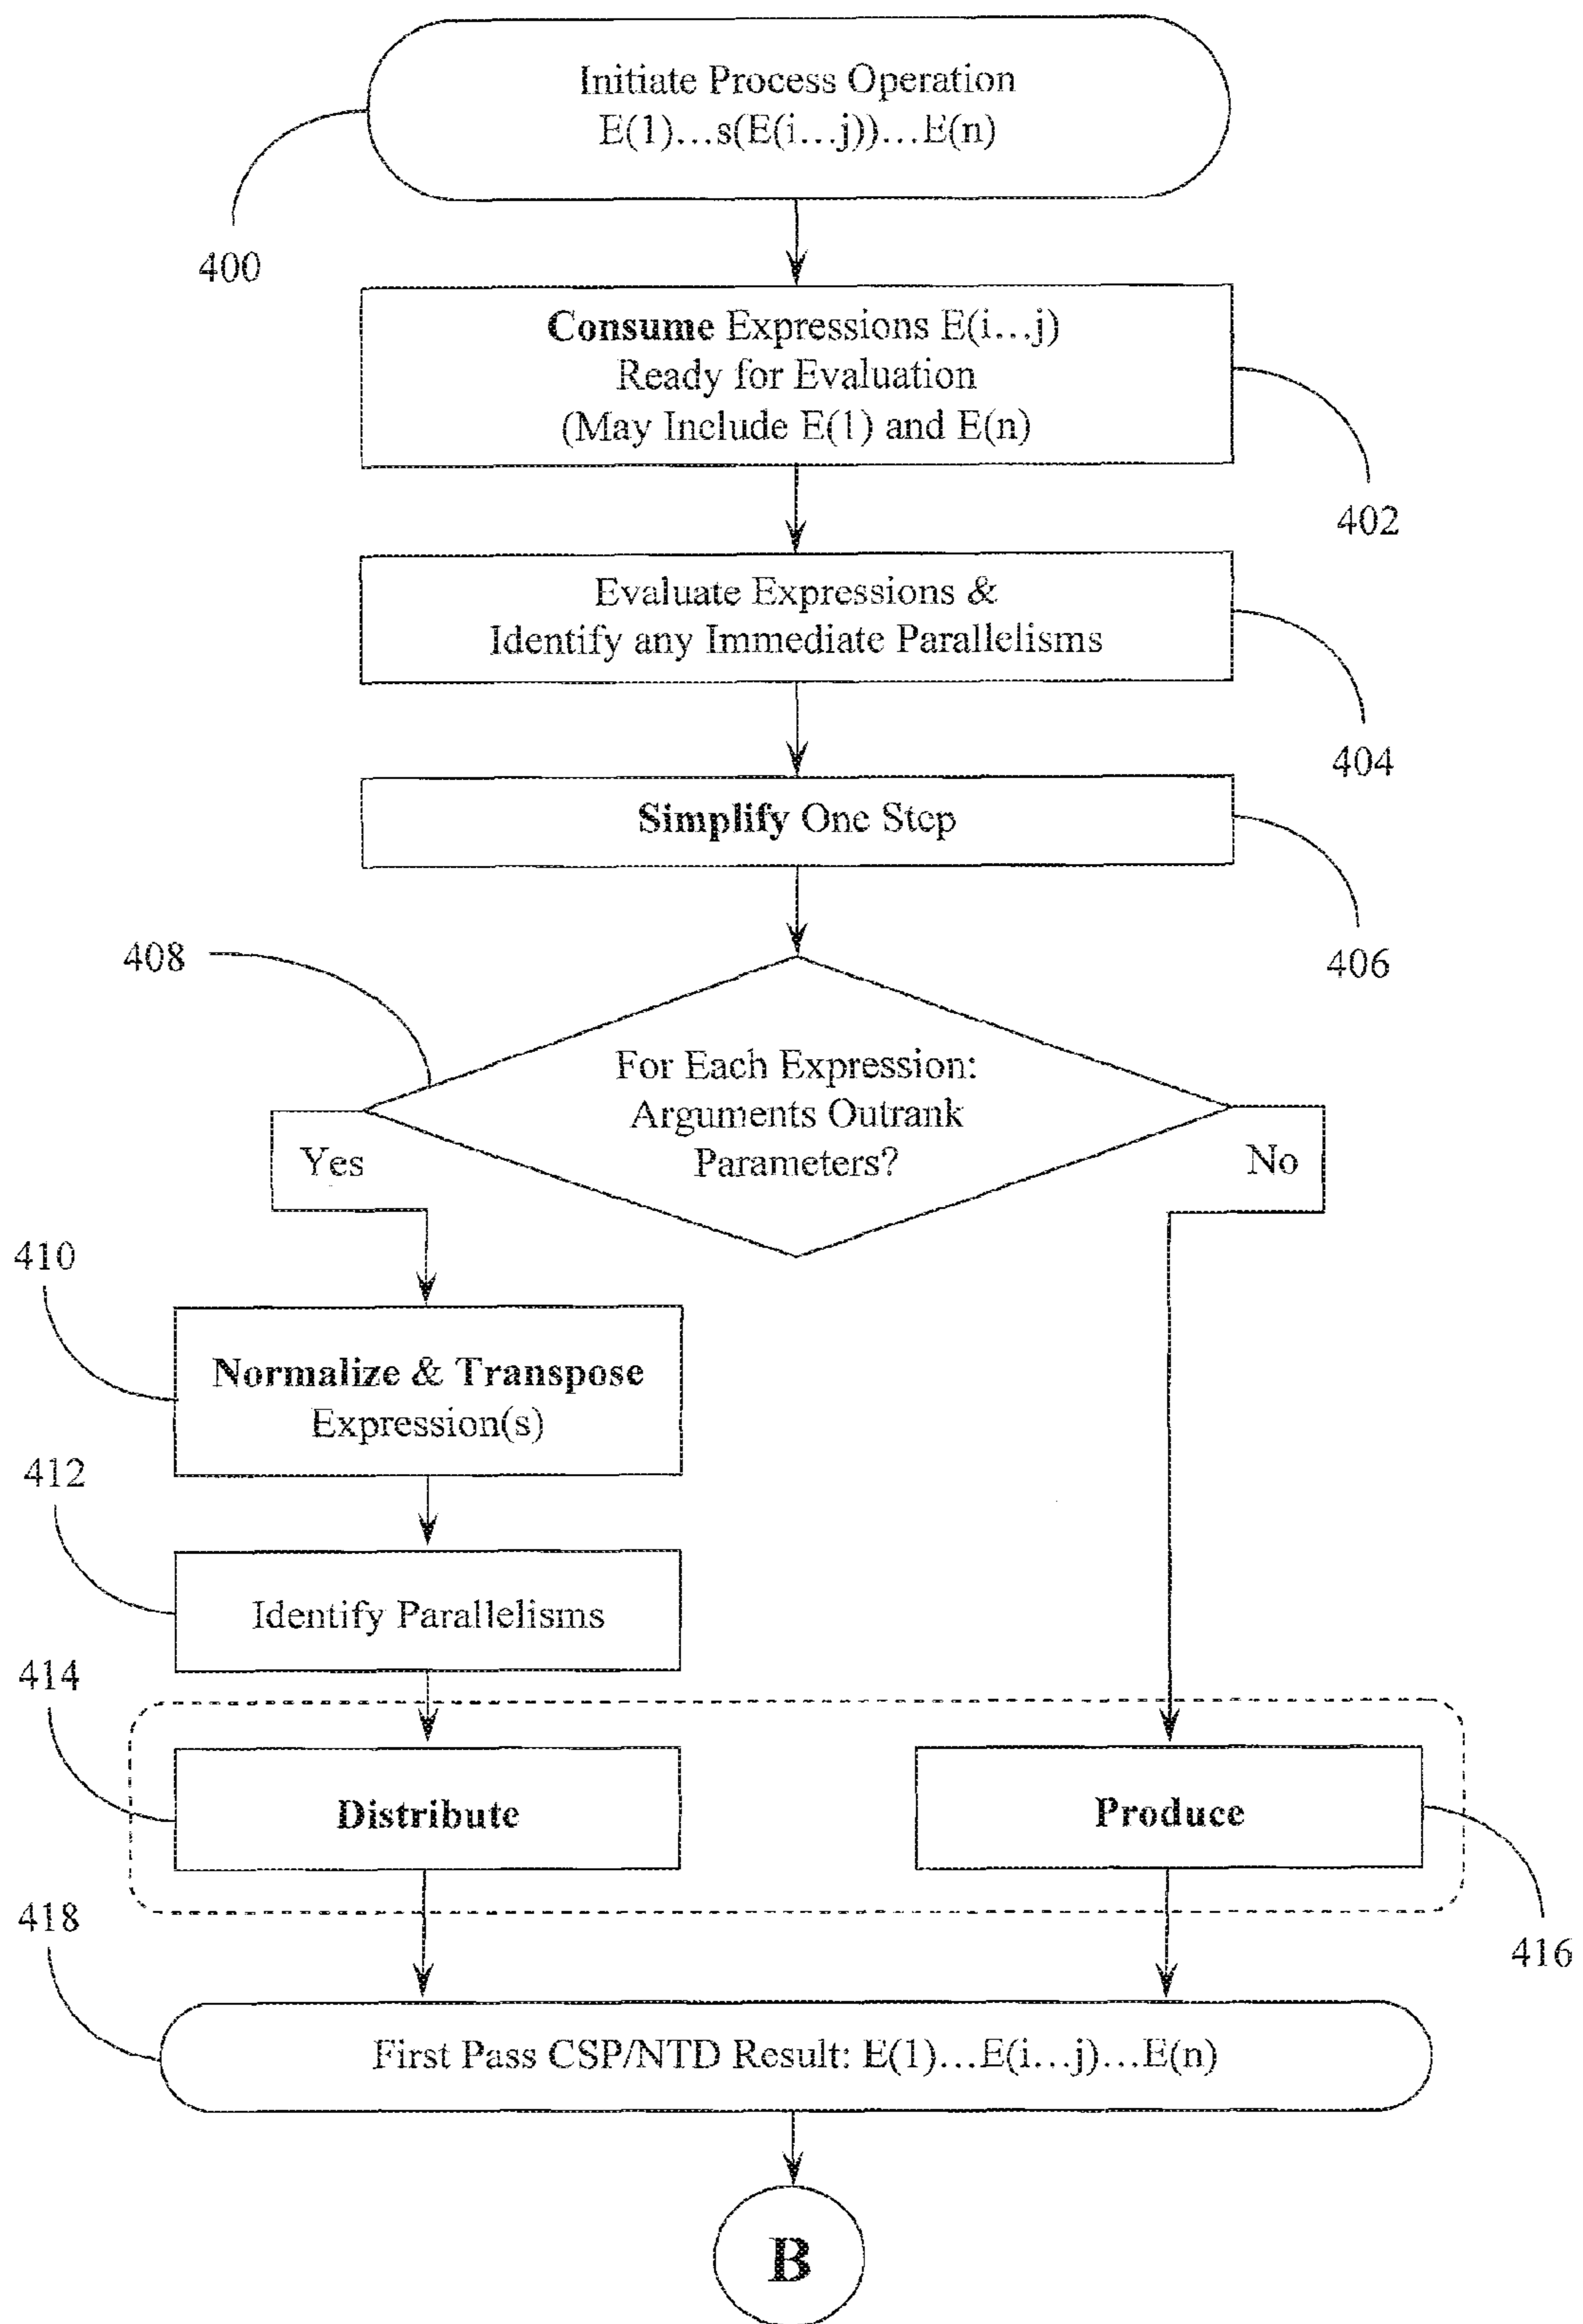 Initiate Process Operation
E(1)...s(E(i...j))...E(n)
400
Consume Expressions E(i...j)
Ready for Evaluation
(May Include E(1) and E(n)
402
Evaluate Expressions &
Identify any Immediate Parallelisms
404
Simplify One Step
406
408
For Each Expression:
Arguments Outrank
Parameters?
Yes
No
410
Normalize & Transpose
Expression(s)
412
Identify Parallelisms
414
Distribute
Produce
416
418
First Pass CSP/NTD Result: E(1)...E(i...j)...E(n)
B